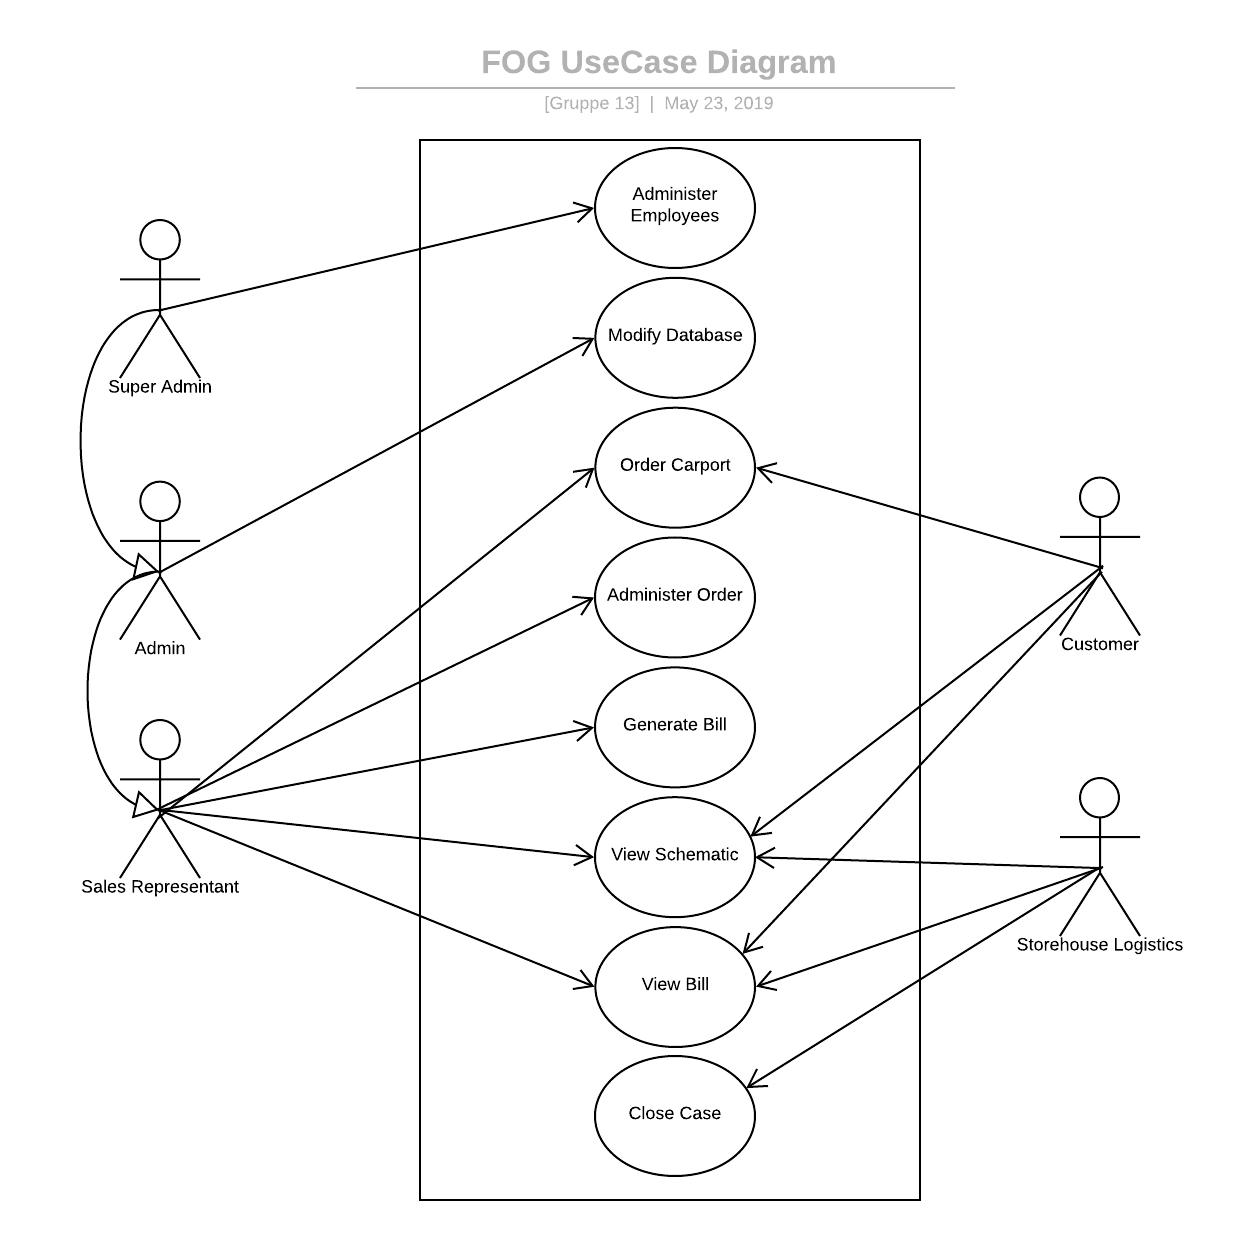 FOG UseCase Diagram
[Gruppe 13] | May 23, 2019
Administer
Employees
Modify Database
Order Carport
Administer Order
Generate Bill
View Schematic
View Bill
Close Case
Super Admin
Admin
Sales Representant
Customer
Storehouse Logistics